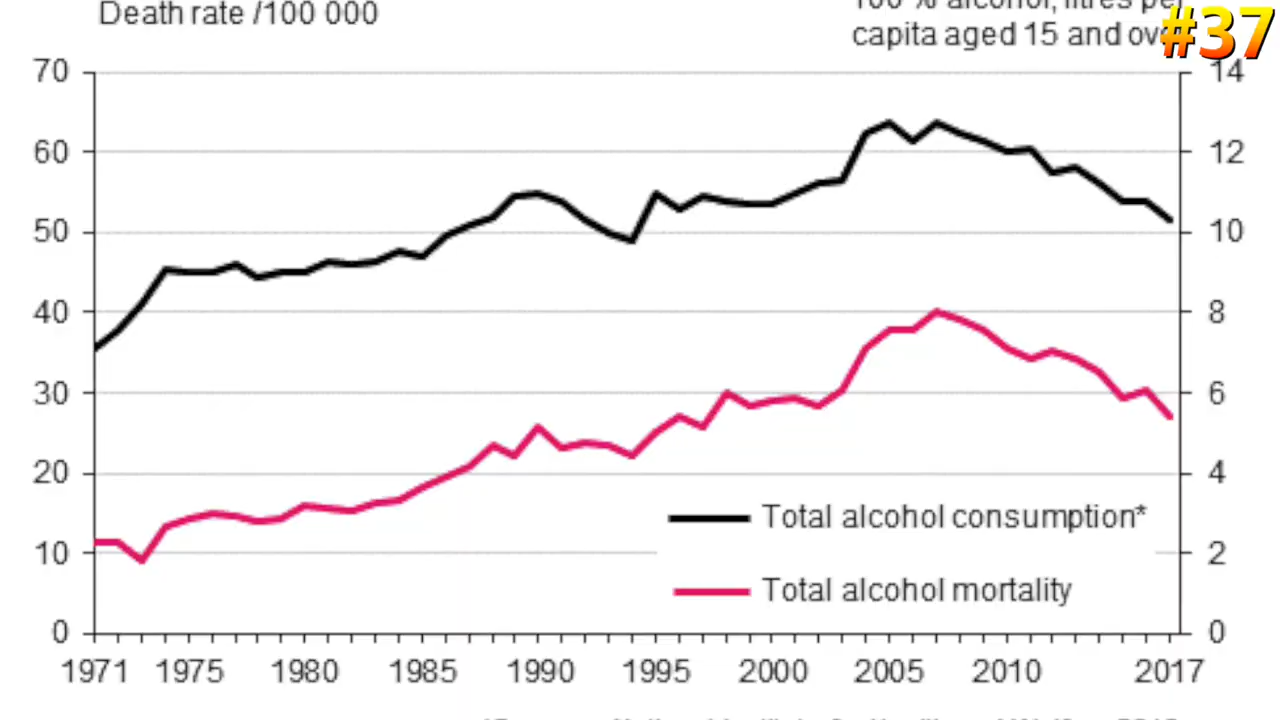 Death rate /100 000
100 % alcohol, litres per
capita aged 15 and
#37
70
14
60
12
50
10
40
8
30
6
20
4
Total alcohol consumption*
10
2
Total alcohol mortality
0
0
1971 1975 1980 1985 1990 1995 2000 2005 2010 2017